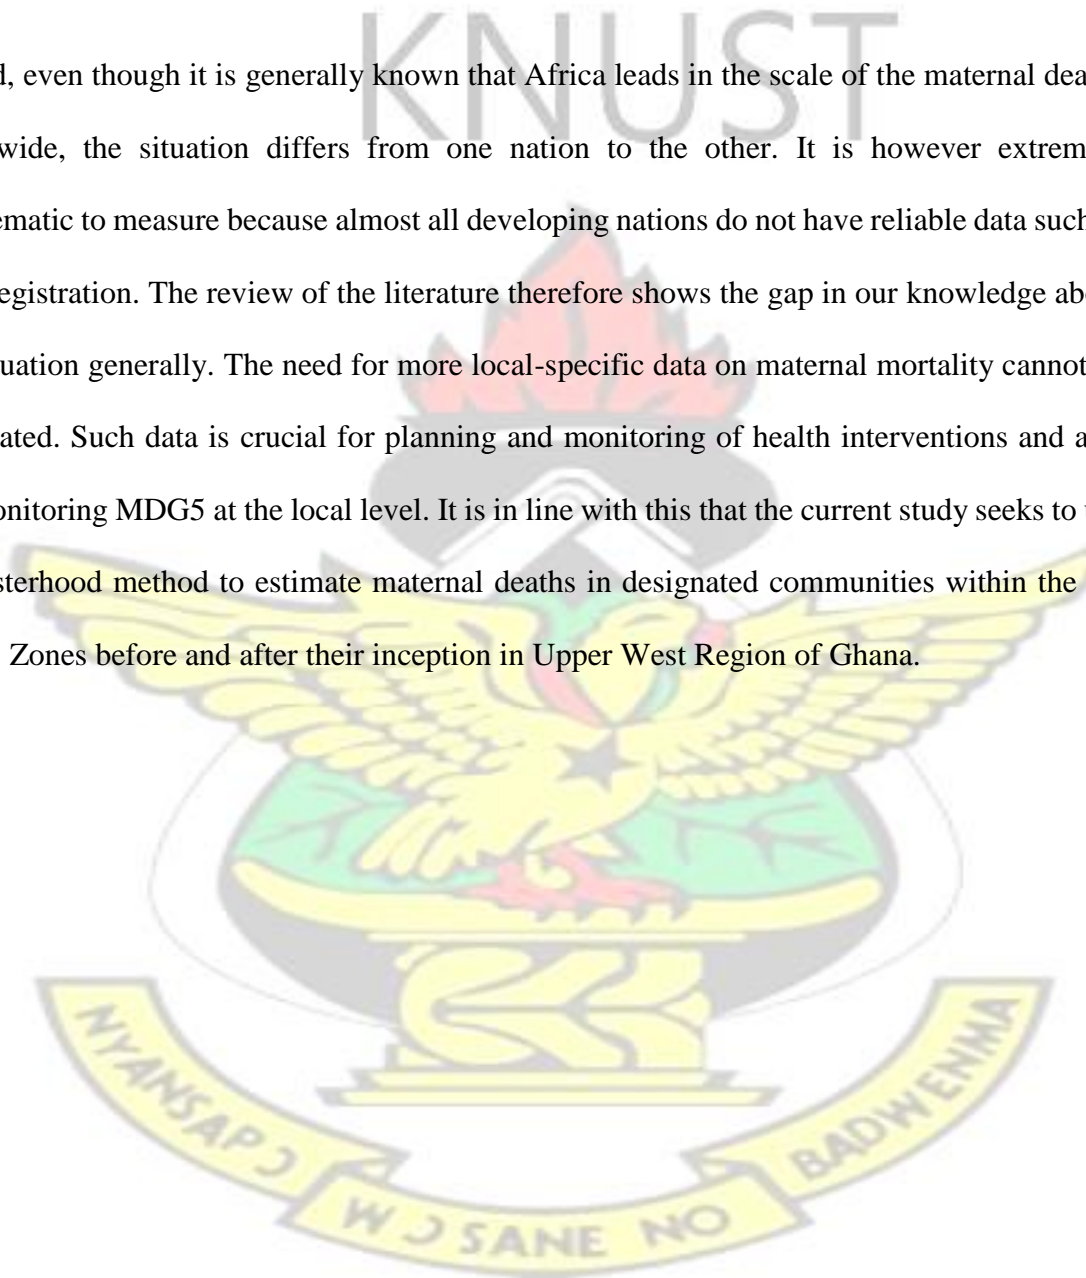 KNUST
d, even though it is generally known that Africa leads in the scale of the maternal dea
wide, the situation differs from one nation to the other. It is however extrem
ematic to measure because almost all developing nations do not have reliable data such
egistration. The review of the literature therefore shows the gap in our knowledge abo
uation generally. The need for more local-specific data on maternal mortality cannot
ated. Such data is crucial for planning and monitoring of health interventions and a
onitoring MDG5 at the local level. It is in line with this that the current study seeks to
sterhood method to estimate maternal deaths in designated communities within the
Zones before and after their inception in Upper West Region of Ghana.
NYANSAPƆ
WƆSANE NO
BADWENMA